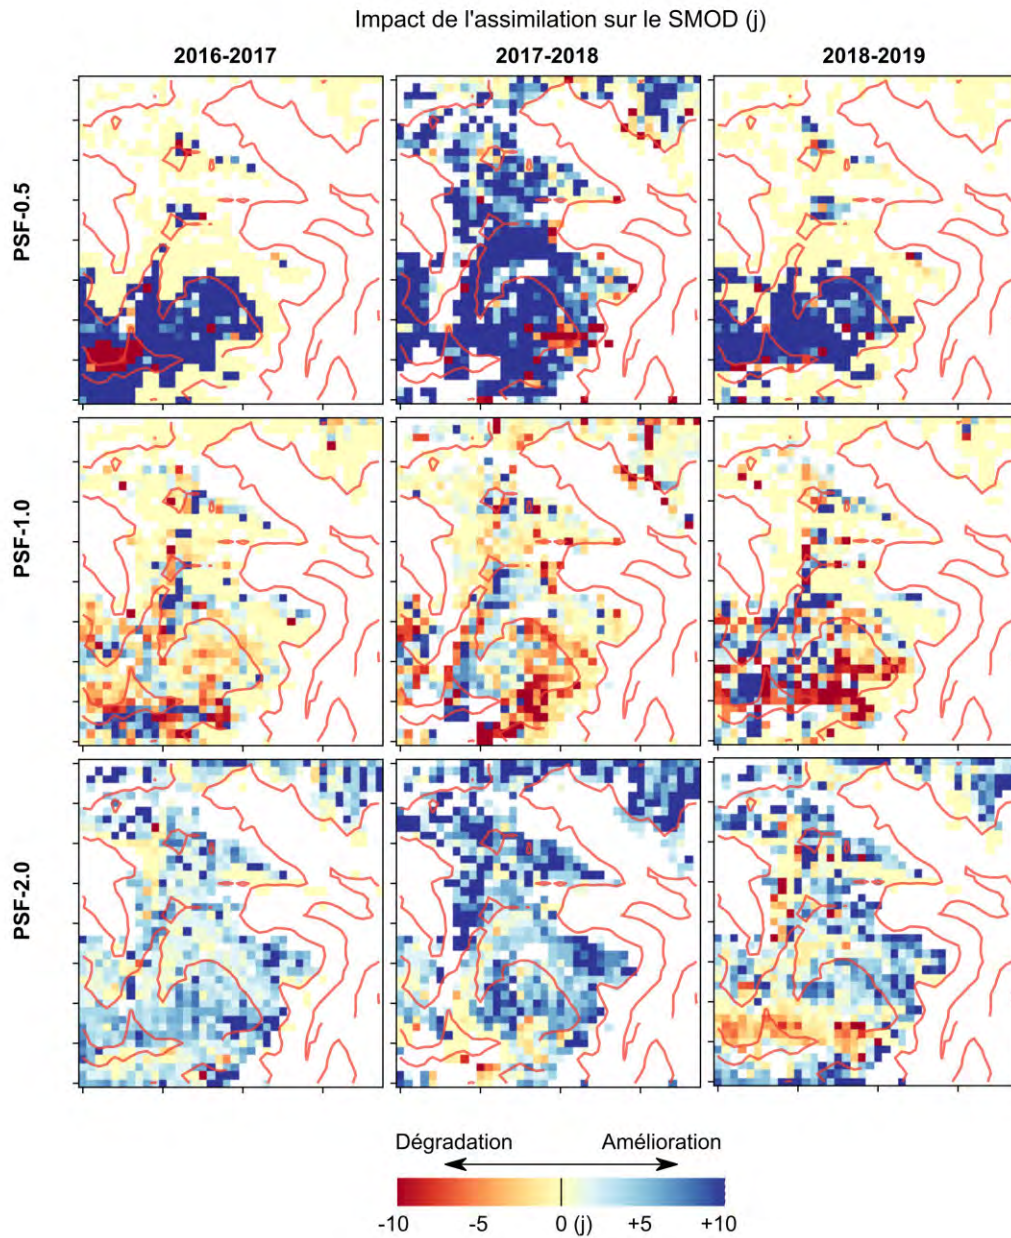 Impact de l'assimilation sur le SMOD (j)
2016-2017 2017-2018 2018-2019
PSF-0.5
PSF-1.0
PSF-2.0
Dégradation Amélioration
-10 -5 0 (j) +5 +10